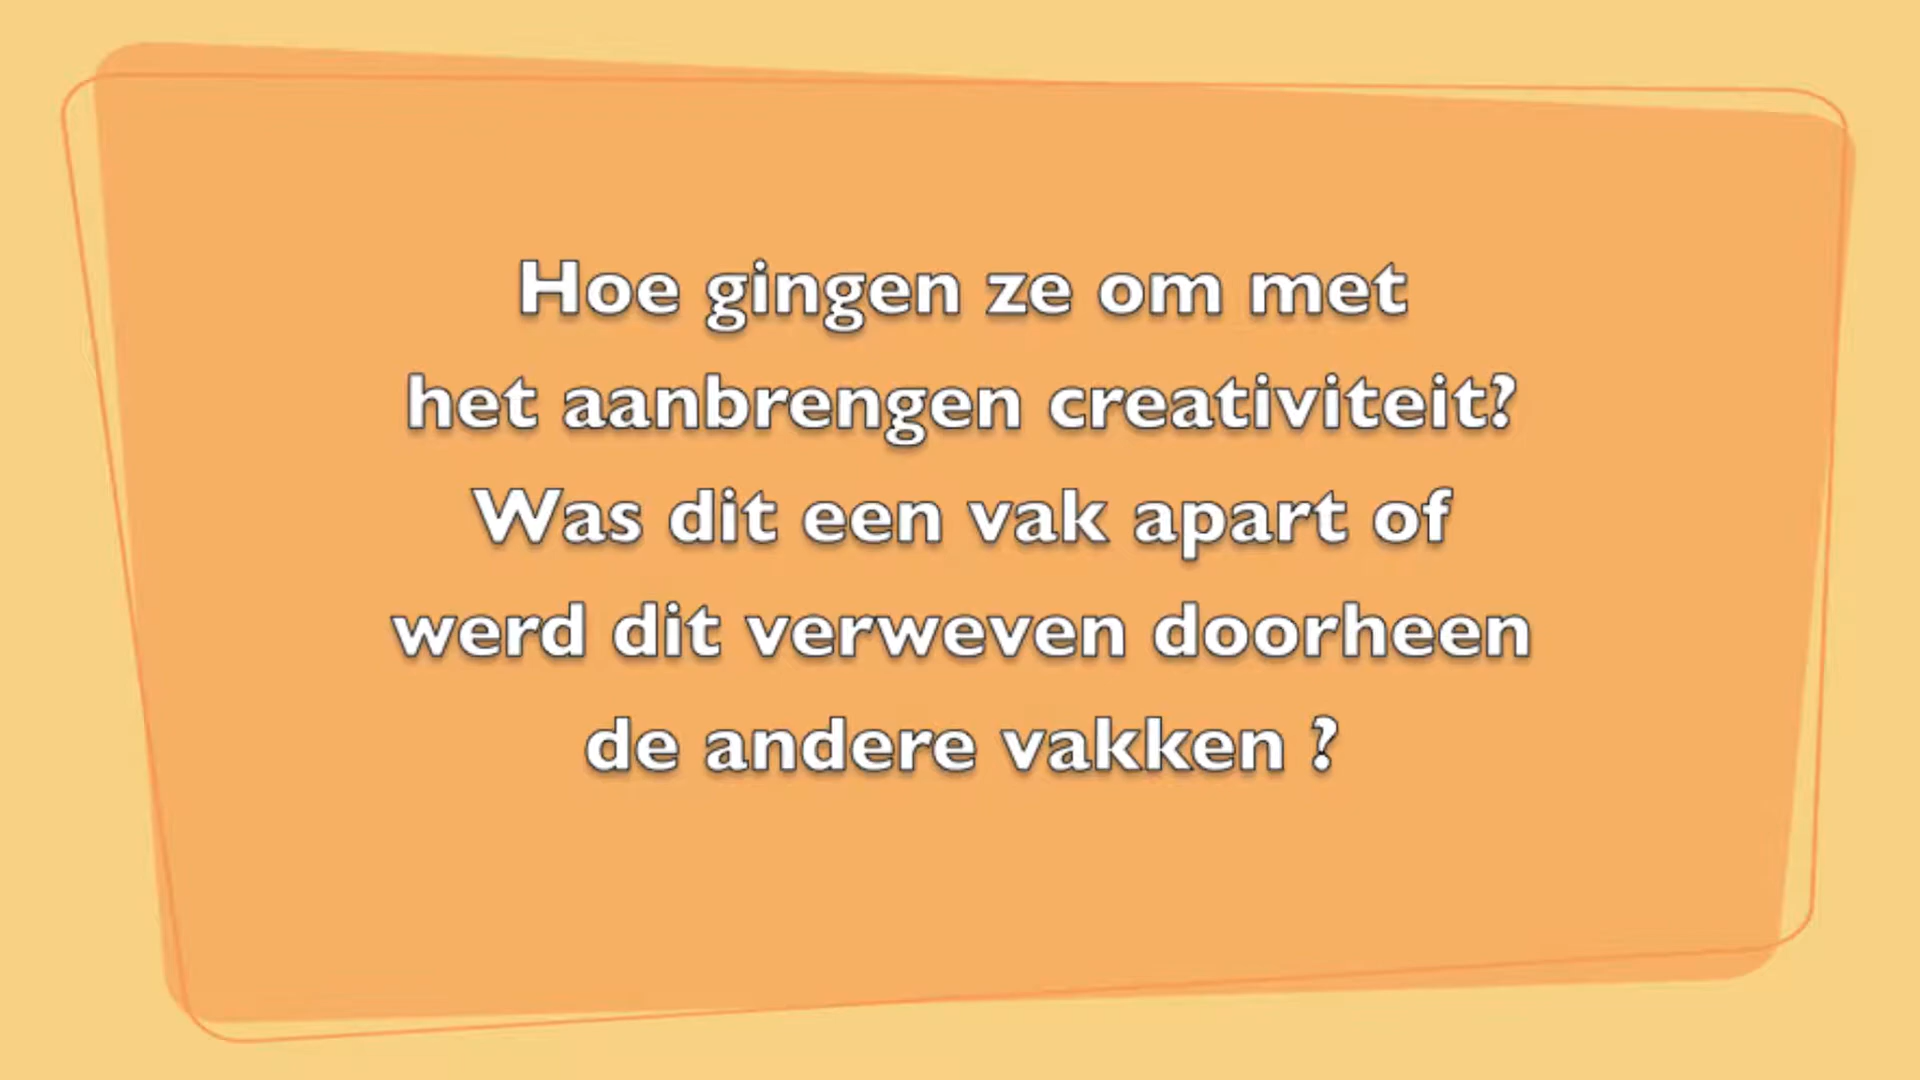 Hoe gingen ze om met
het aanbrengen creativiteit?
Was dit een vak apart of
werd dit verweven doorheen
de andere vakken ?